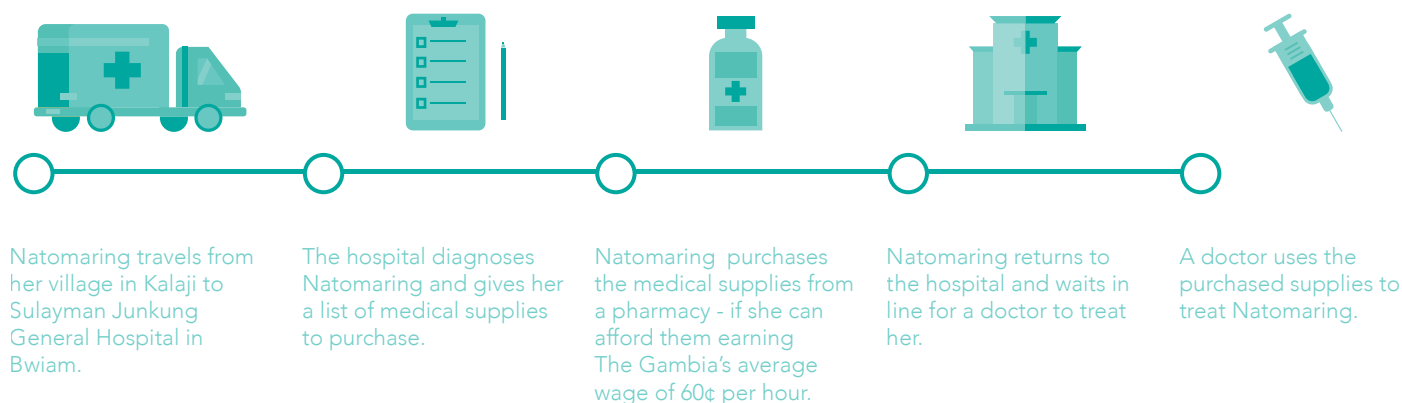 Natomaring travels from
her village in Kalaji to
Sulayman Junkung
General Hospital in
Bwiam.
The hospital diagnoses
Natomaring and gives her
a list of medical supplies
to purchase.
Natomaring  purchases
the medical supplies from
a pharmacy - if she can
afford them earning
The Gambia's average
wage of 60¢ per hour.
Natomaring returns to
the hospital and waits in
line for a doctor to treat
her.
A doctor uses the
purchased supplies to
treat Natomaring.